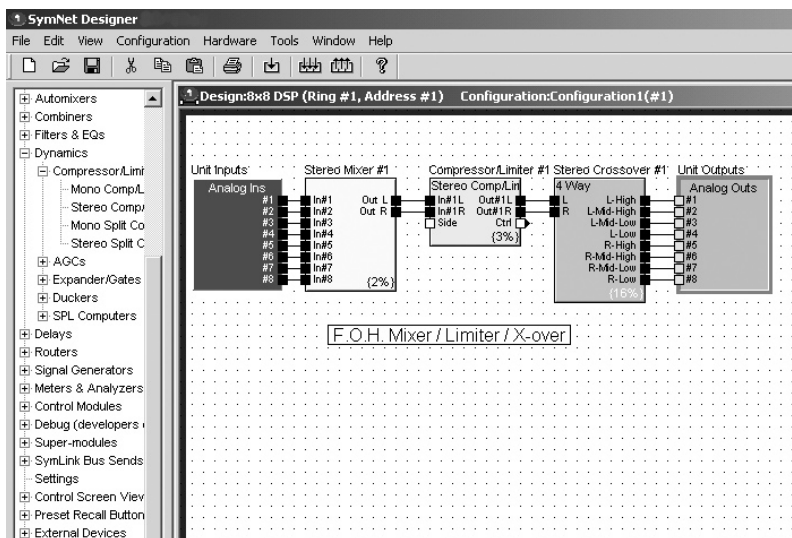 SymNet Designer
File Edit View Configuration Hardware Tools Window Help
Automixers
Combiners
Filters & EQs
Dynamics
Compressor/Limi
Mono Comp/L
Stereo Comp/
Mono Split Co
Stereo Split C
AGCs
Expander/Gates
Duckers
SPL Computers
Delays
Routers
Signal Generators
Meters & Analyzers
Control Modules
Debug (developers
Super-modules
SymLink Bus Sends
Settings
Control Screen View
Preset Recall Button
External Devices
Design:8x8 DSP (Ring #1, Address #1) Configuration:Configuration1(#1)
Unit Inputs
Analog Ins
#1
#2
#3
#4
#5
#6
#7
#8
Stereo Mixer #1
In#1 Out L
In#2 Out R
In#3
In#4
In#5
In#6
In#7
In#8
{2%}
Compressor/Limiter #1
Stereo Comp/Lin
In#1L Out#1L
In#1R Out#1R
Side Ctrl
{3%}
Stereo Crossover #1
4 Way
L L-High
R L-Mid-High
L-Mid-Low
L-Low
R-High
R-Mid-High
R-Mid-Low
R-Low
{16%}
Unit Outputs
Analog Outs
#1
#2
#3
#4
#5
#6
#7
#8
F.O.H. Mixer / Limiter / X-over